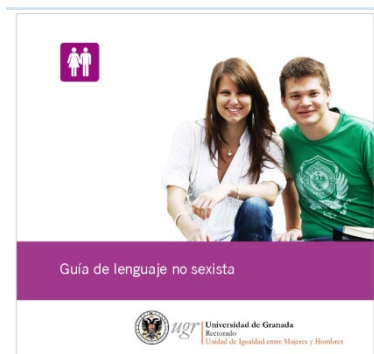 Guía de lenguaje no sexista
ugr
Universidad de Granada
Rectorado
Unidad de Igualdad entre Mujeres y Hombres